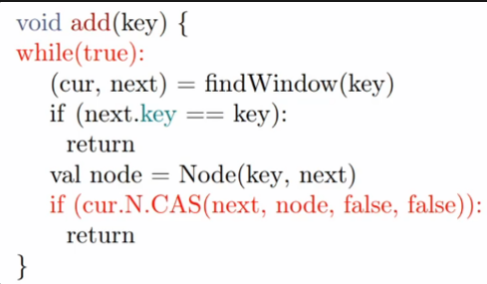 void add(key) {
while(true):
(cur, next) = findWindow(key)
if (next.key == key):
return
val node = Node(key, next)
if (cur.N.CAS(next, node, false, false)):
return
}